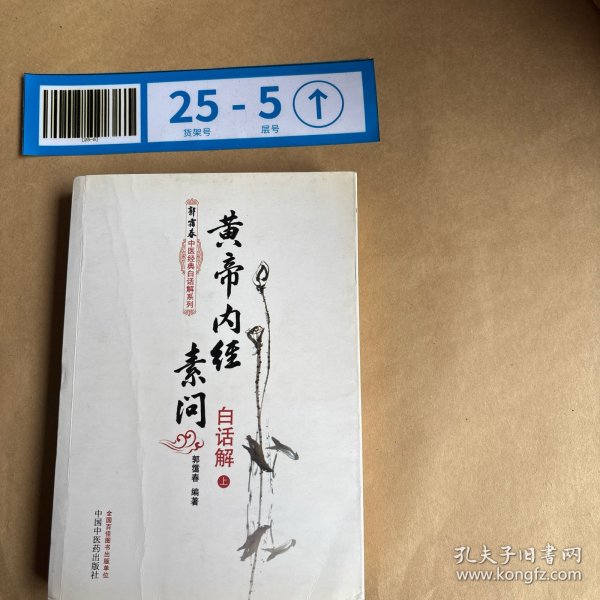 25-5
货架号
层号
郭霭春
中医经典白话解系列
黄帝内经
素问
白话解
上
郭霭春 编著
全国百佳图书出版单位
中国中医药出版社
孔夫子旧书网
www.kongfz.com